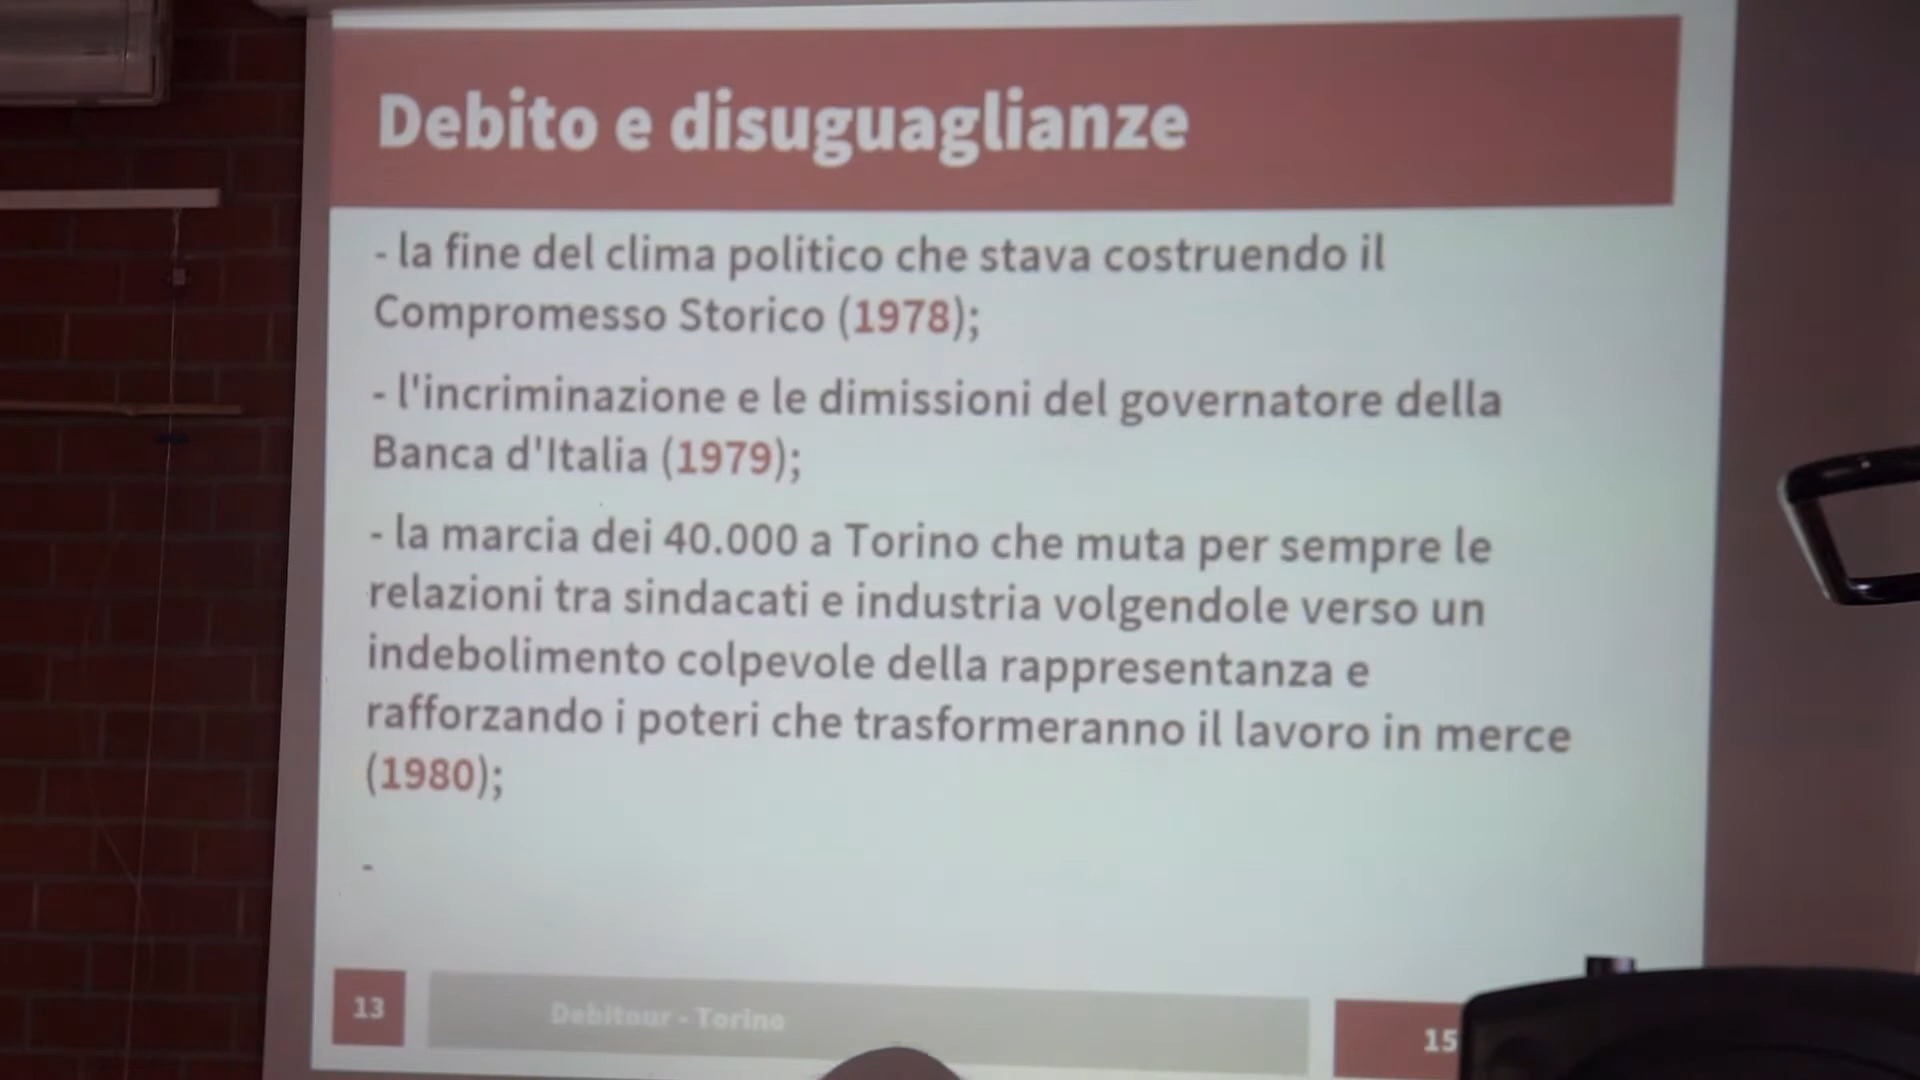 Debito e disuguaglianze
- la fine del clima politico che stava costruendo il
Compromesso Storico (1978);
- l'incriminazione e le dimissioni del governatore della
Banca d'Italia (1979);
- la marcia dei 40.000 a Torino che muta per sempre le
relazioni tra sindacati e industria volgendole verso un
indebolimento colpevole della rappresentanza e
rafforzando i poteri che trasformeranno il lavoro in merce
(1980);
-
13
Debitour - Torino
15